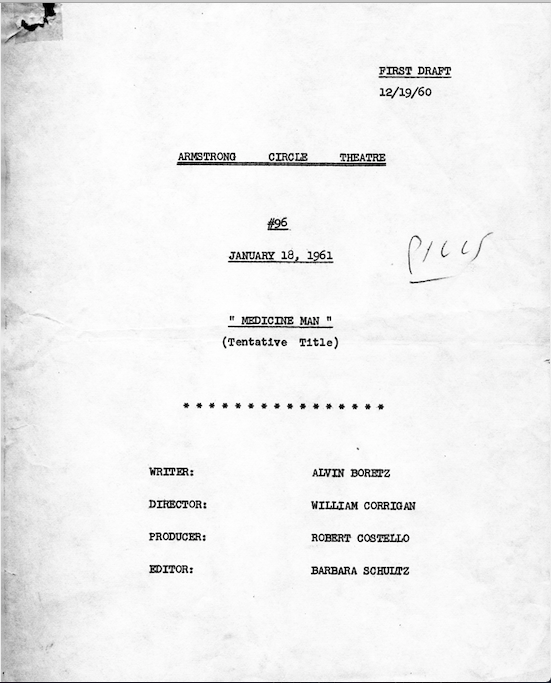 FIRST DRAFT
12/19/60
ARMSTRONG CIRCLE THEATRE
#96
JANUARY 18, 1961
PILLS
" MEDICINE MAN "
(Tentative Title)
* * * * * * * * * * * * * * * *
WRITER: ALVIN BORETZ
DIRECTOR: WILLIAM CORRIGAN
PRODUCER: ROBERT COSTELLO
EDITOR: BARBARA SCHULTZ